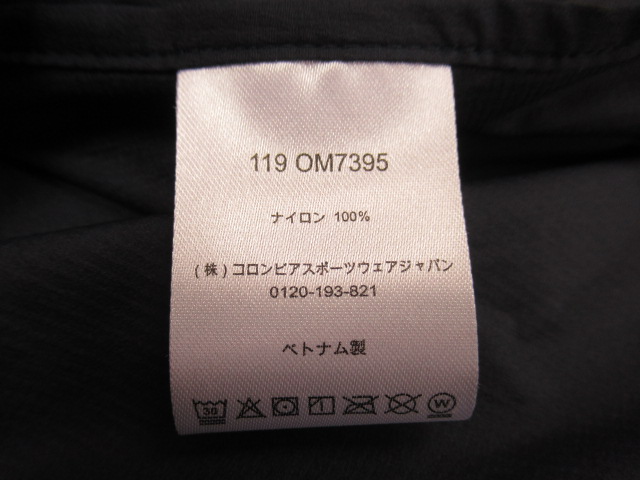 119 OM7395
ナイロン 100%
(株)コロンビアスポーツウェアジャパン
0120-193-821
ベトナム製
30
W